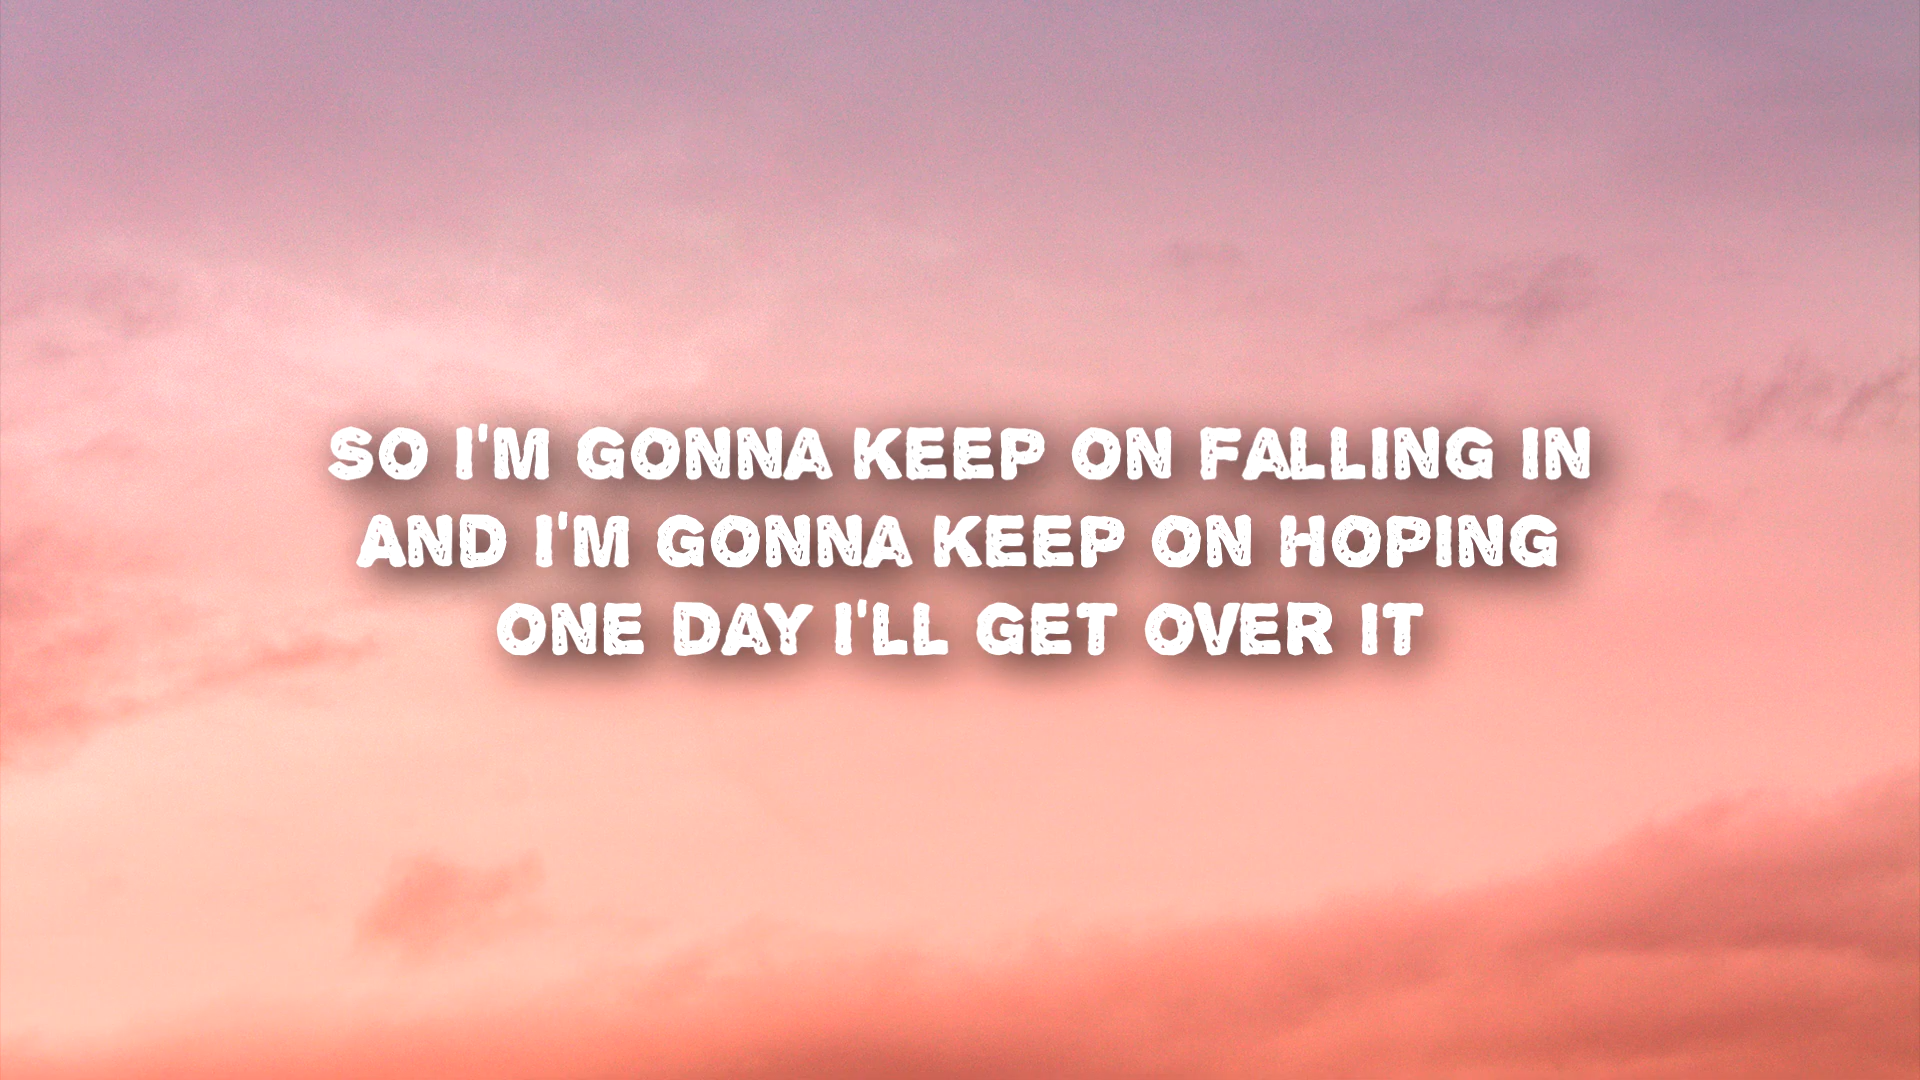 SO I'M GONNA KEEP ON FALLING IN
AND I'M GONNA KEEP ON HOPING
ONE DAY I'LL GET OVER IT